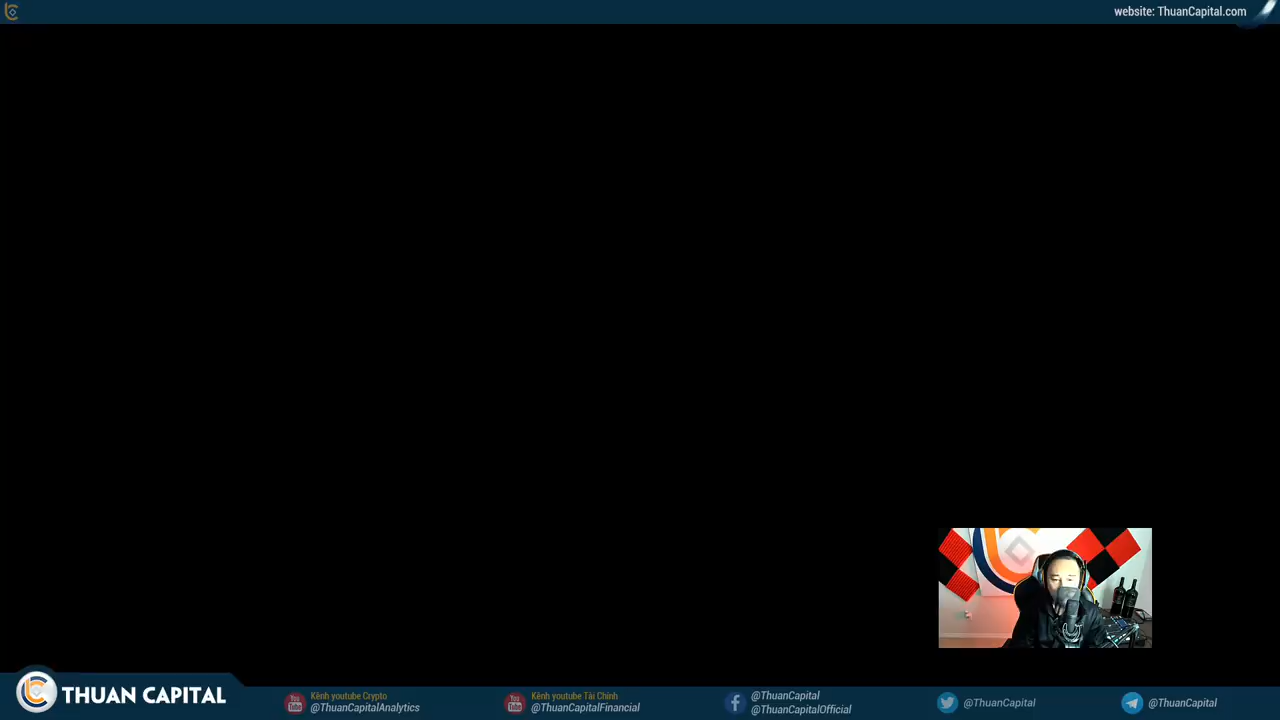 website: ThuanCapital.com
THUAN CAPITAL
Kênh youtube Crypto
@ThuanCapitalAnalytics
Kênh youtube Tài Chính
@ThuanCapitalFinancial
@ThuanCapital
@ThuanCapitalOfficial
@ThuanCapital
@ThuanCapital